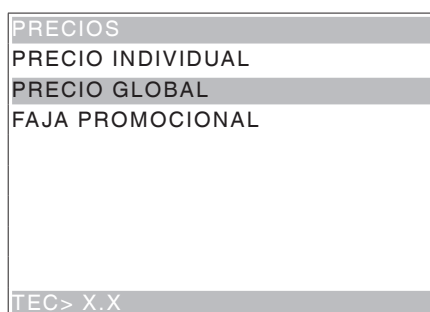 PRECIOS
PRECIO INDIVIDUAL
PRECIO GLOBAL
FAJA PROMOCIONAL
TEC> X.X